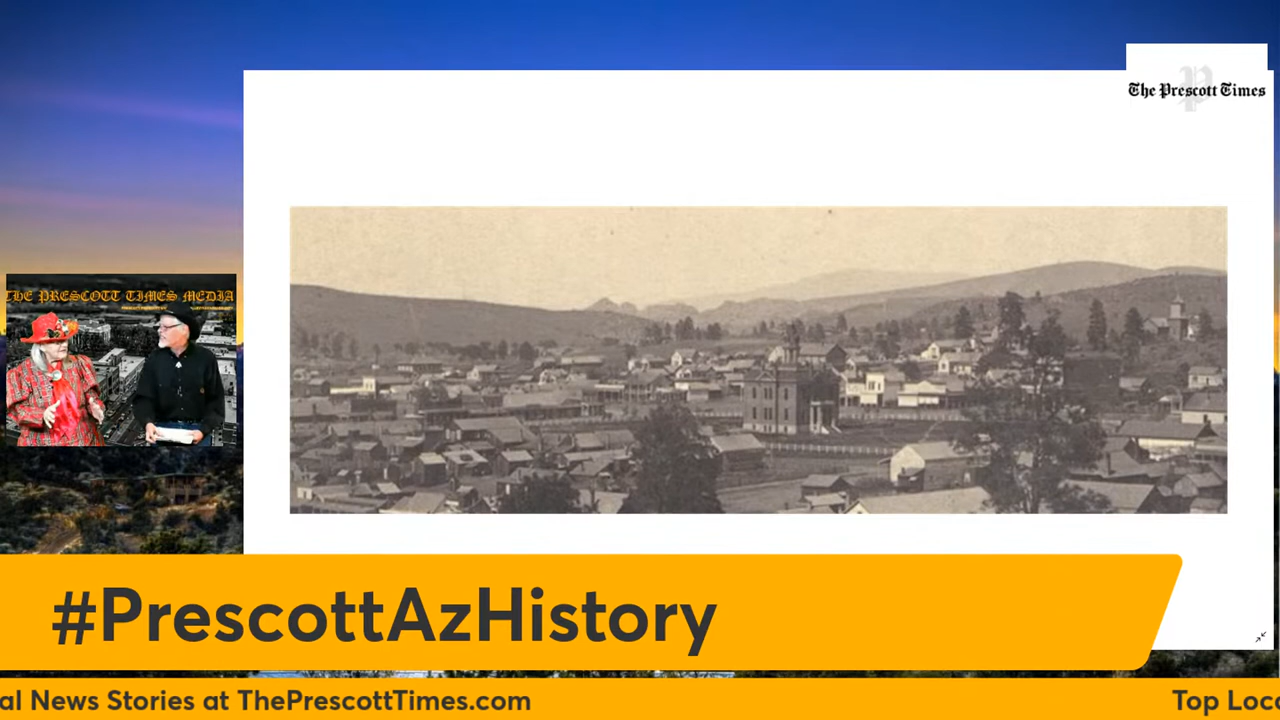 The Prescott Times
THE PRESCOTT TIMES MEDIA
#PrescottAzHistory
al News Stories at ThePrescottTimes.com
Top Loca